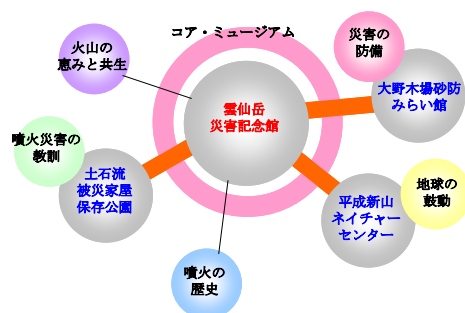 コア・ミュージアム
火山の
恵みと共生
災害の
防備
雲仙岳
災害記念館
大野木場砂防
みらい館
噴火災害の
教訓
土石流
被災家屋
保存公園
地球の
鼓動
平成新山
ネイチャー
センター
噴火の
歴史